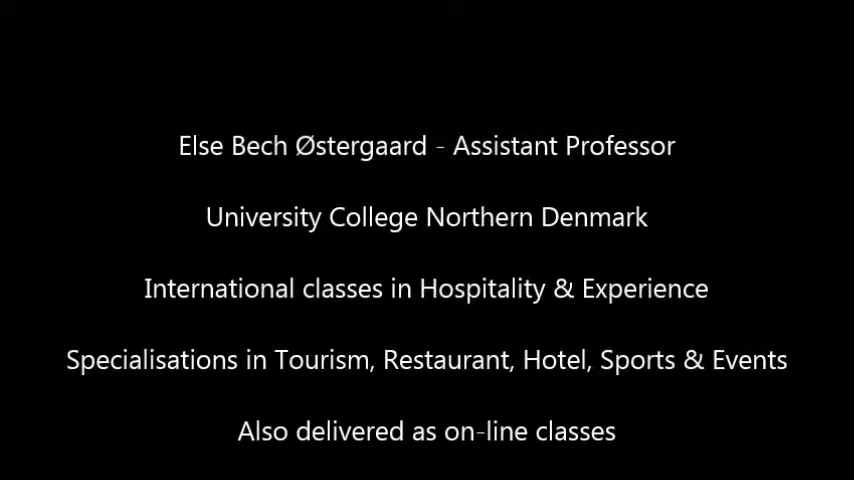 Else Bech Østergaard - Assistant Professor
University College Northern Denmark
International classes in Hospitality & Experience
Specialisations in Tourism, Restaurant, Hotel, Sports & Events
Also delivered as on-line classes